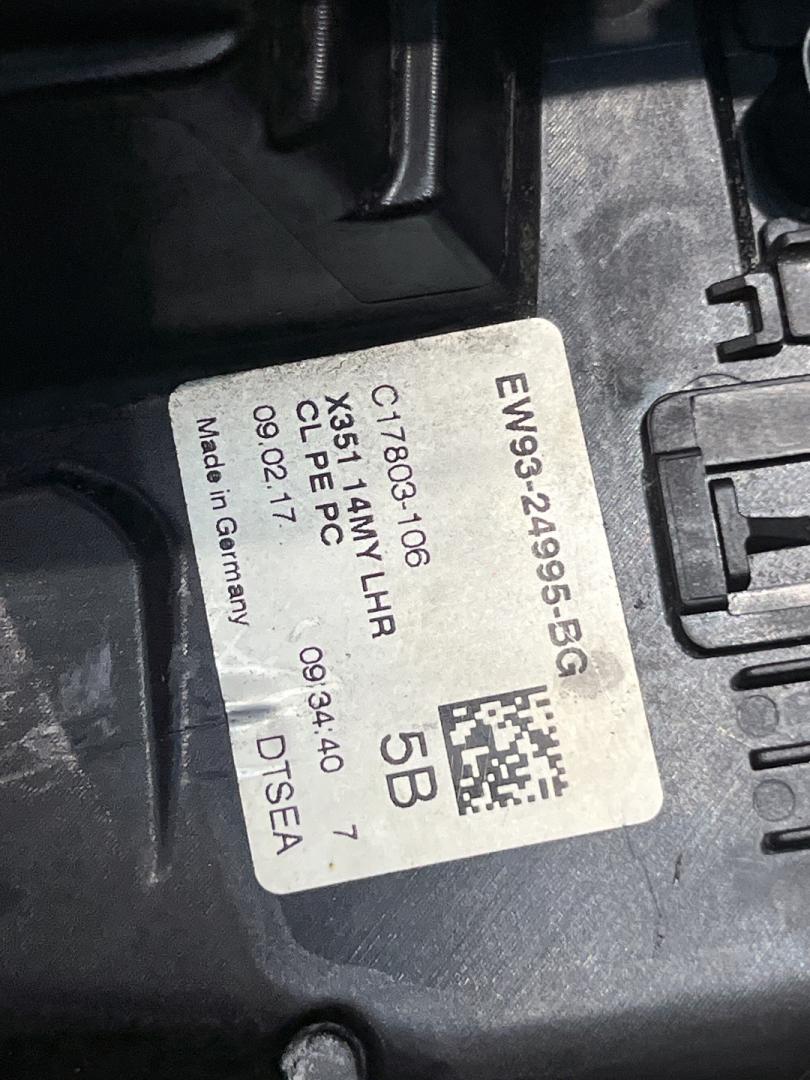 EW93-24995-BG
C17803-106
5B
X351 14MY LHR
CL PE PC
09:34:40 7
09.02.17
DTSEA
Made in Germany